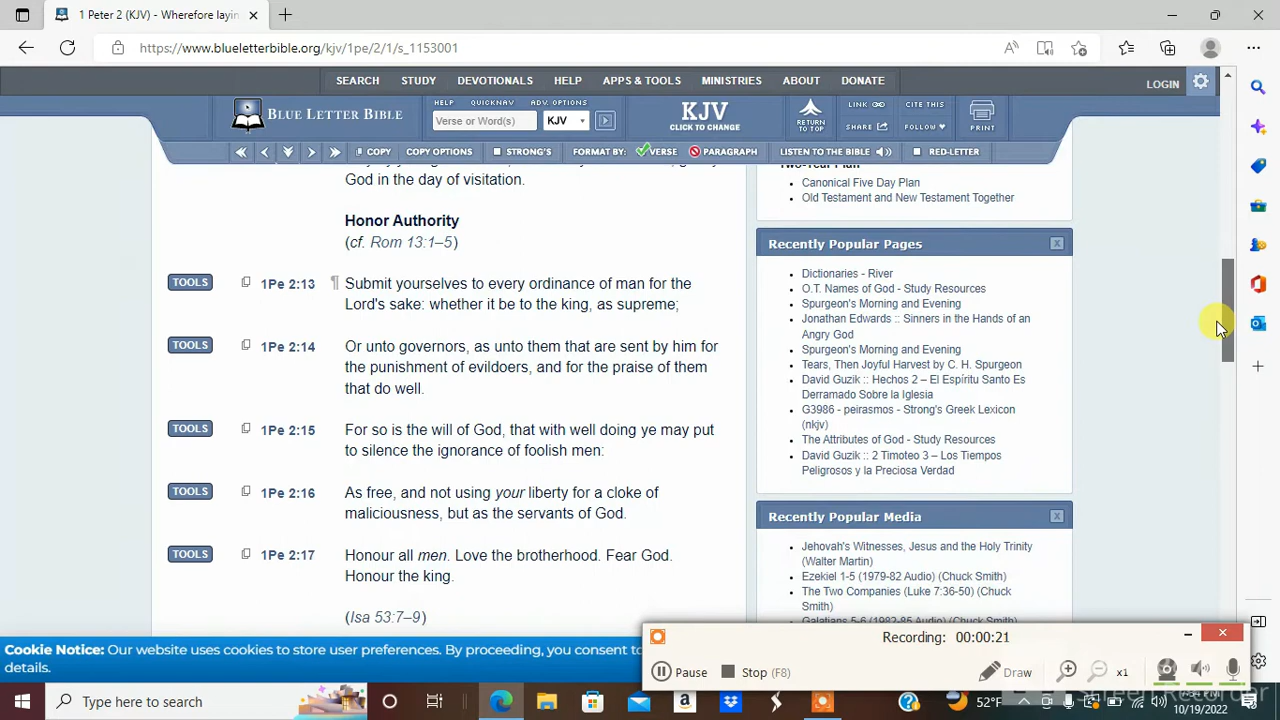 1 Peter 2 (KJV) - Wherefore layin
https://www.blueletterbible.org/kjv/1pe/2/1/s_1153001
SEARCH STUDY DEVOTIONALS HELP APPS & TOOLS MINISTRIES ABOUT DONATE LOGIN
BLUE LETTER BIBLE
HELP QUICKNAV ADV. OPTIONS
Verse or Word(s) KJV
KJV
CLICK TO CHANGE
RETURN
TO TOP
LINK
SHARE
CITE THIS
FOLLOW
PRINT
COPY COPY OPTIONS STRONG'S FORMAT BY: VERSE PARAGRAPH LISTEN TO THE BIBLE RED-LETTER
God in the day of visitation.
Honor Authority
(cf. Rom 13:1–5)
TOOLS 1Pe 2:13 ¶ Submit yourselves to every ordinance of man for the
Lord's sake: whether it be to the king, as supreme;
TOOLS 1Pe 2:14 Or unto governors, as unto them that are sent by him for
the punishment of evildoers, and for the praise of them
that do well.
TOOLS 1Pe 2:15 For so is the will of God, that with well doing ye may put
to silence the ignorance of foolish men:
TOOLS 1Pe 2:16 As free, and not using your liberty for a cloke of
maliciousness, but as the servants of God.
TOOLS 1Pe 2:17 Honour all men. Love the brotherhood. Fear God.
Honour the king.
(Isa 53:7–9)
Two-Year Plan
Canonical Five Day Plan
Old Testament and New Testament Together
Recently Popular Pages
Dictionaries - River
O.T. Names of God - Study Resources
Spurgeon's Morning and Evening
Jonathan Edwards :: Sinners in the Hands of an
Angry God
Spurgeon's Morning and Evening
Tears, Then Joyful Harvest by C. H. Spurgeon
David Guzik :: Hechos 2 – El Espíritu Santo Es
Derramado Sobre la Iglesia
G3986 - peirasmos - Strong's Greek Lexicon
(nkjv)
The Attributes of God - Study Resources
David Guzik :: 2 Timoteo 3 – Los Tiempos
Peligrosos y la Preciosa Verdad
Recently Popular Media
Jehovah's Witnesses, Jesus and the Holy Trinity
(Walter Martin)
Ezekiel 1-5 (1979-82 Audio) (Chuck Smith)
The Two Companies (Luke 7:36-50) (Chuck
Smith)
Galatians 5-6 (1982-85 Audio) (Chuck Smith)
Cookie Notice: Our website uses cookies to store user preferences. By proceeding, you consent to
details.
Recording: 00:00:21
Pause Stop (F8) Draw x1
Type here to search
52°F
10/19/2022